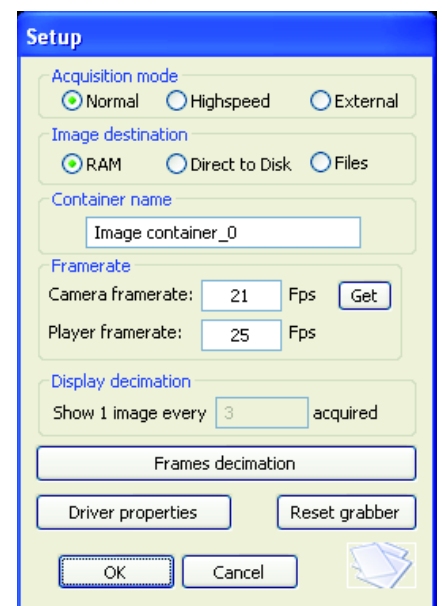 Setup
Acquisition mode
Normal Highspeed External
Image destination
RAM Direct to Disk Files
Container name
Image container_0
Framerate
Camera framerate: 21 Fps Get
Player framerate: 25 Fps
Display decimation
Show 1 image every 3 acquired
Frames decimation
Driver properties Reset grabber
OK Cancel